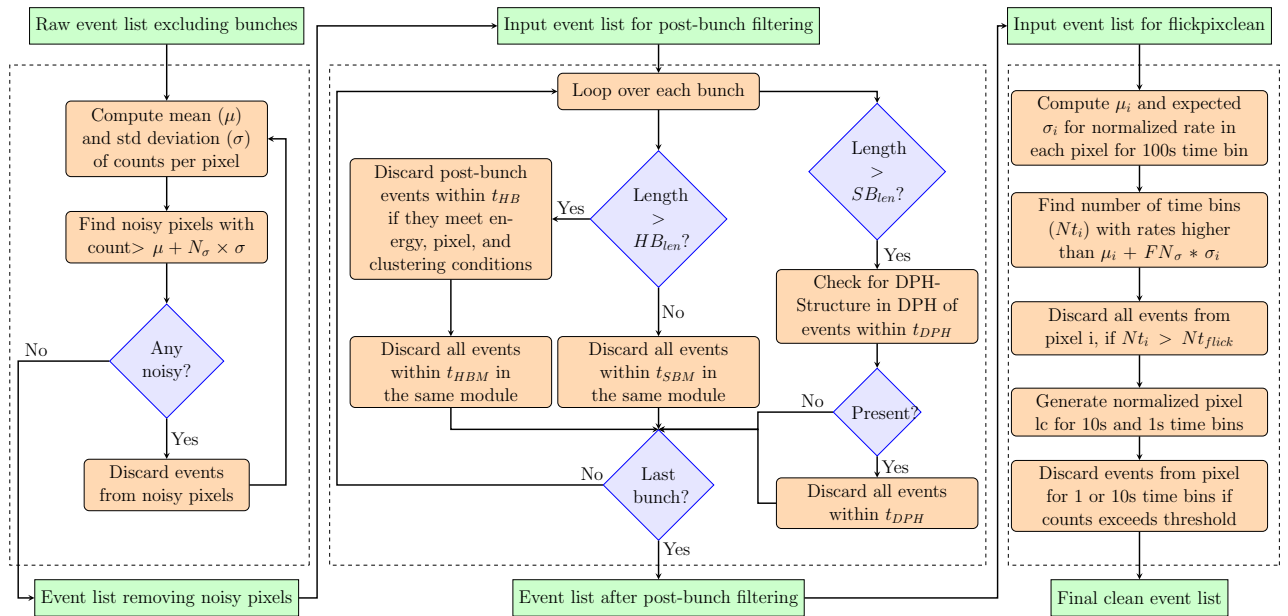 Raw event list excluding bunches
Compute mean (μ)
and std deviation (σ)
of counts per pixel
Find noisy pixels with
count> μ + N_σ × σ
Any
noisy?
No
Yes
Discard events
from noisy pixels
Event list removing noisy pixels
Input event list for post-bunch filtering
Loop over each bunch
Length
>
HB_len?
Yes
No
Discard post-bunch
events within t_HB
if they meet en-
ergy, pixel, and
clustering conditions
Discard all events
within t_HBM in
the same module
Discard all events
within t_SBM in
the same module
Length
>
SB_len?
Yes
Check for DPH-
Structure in DPH of
events within t_DPH
Present?
No
Yes
Discard all events
within t_DPH
Last
bunch?
No
Yes
Event list after post-bunch filtering
Input event list for flickpixclean
Compute μ_i and expected
σ_i for normalized rate in
each pixel for 100s time bin
Find number of time bins
(Nt_i) with rates higher
than μ_i + FN_σ * σ_i
Discard all events from
pixel i, if Nt_i > Nt_flick
Generate normalized pixel
lc for 10s and 1s time bins
Discard events from pixel
for 1 or 10s time bins if
counts exceeds threshold
Final clean event list